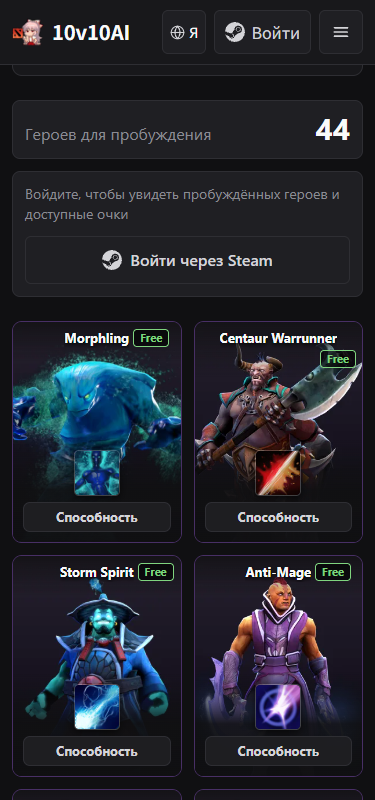 10v10AI
Я
Войти
Героев для пробуждения
44
Войдите, чтобы увидеть пробуждённых героев и
доступные очки
Войти через Steam
Morphling Free
Centaur Warrunner
Free
Способность
Способность
Storm Spirit Free
Anti-Mage Free
Способность
Способность